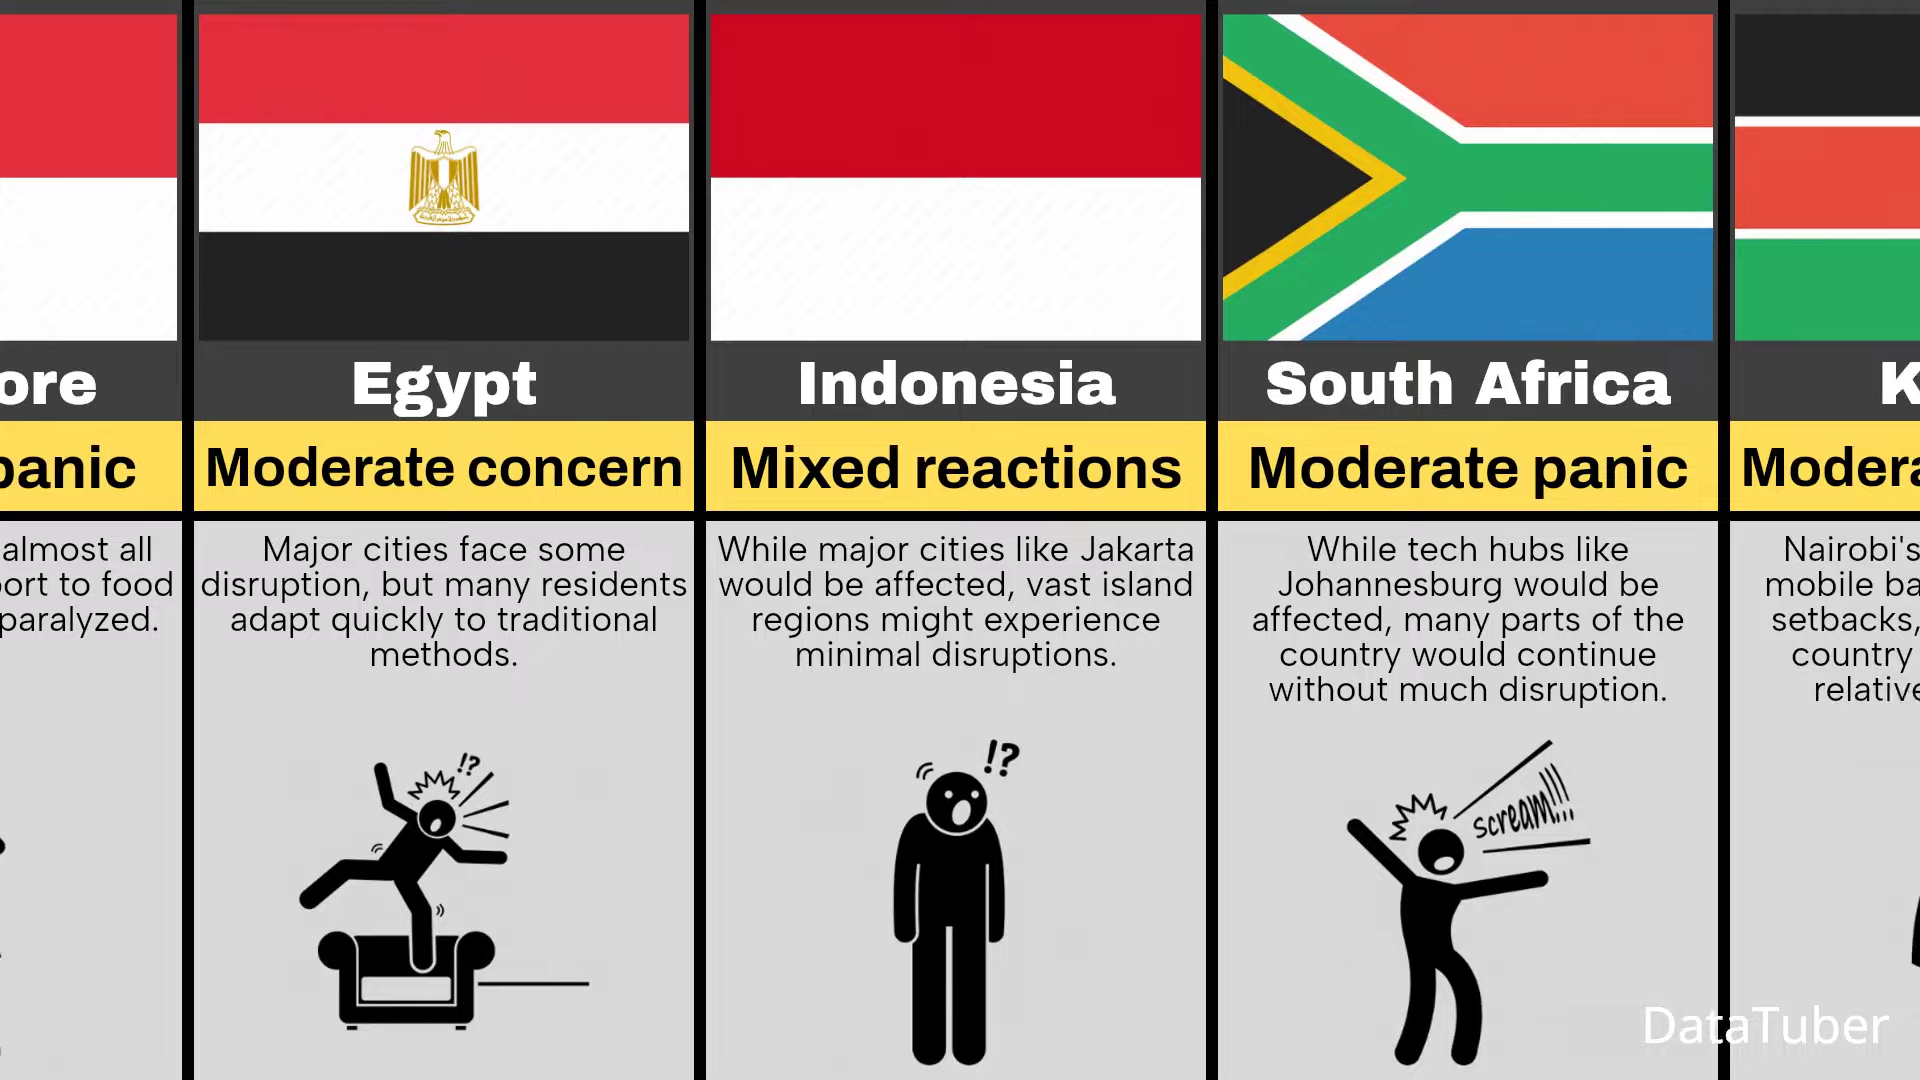 ore
panic
almost all
ort to food
paralyzed.
Egypt
Moderate concern
Major cities face some
disruption, but many residents
adapt quickly to traditional
methods.
!?
Indonesia
Mixed reactions
While major cities like Jakarta
would be affected, vast island
regions might experience
minimal disruptions.
!?
South Africa
Moderate panic
While tech hubs like
Johannesburg would be
affected, many parts of the
country would continue
without much disruption.
scream!!!
K
Modera
Nairobi's
mobile ba
setbacks,
country
relative
DataTuber